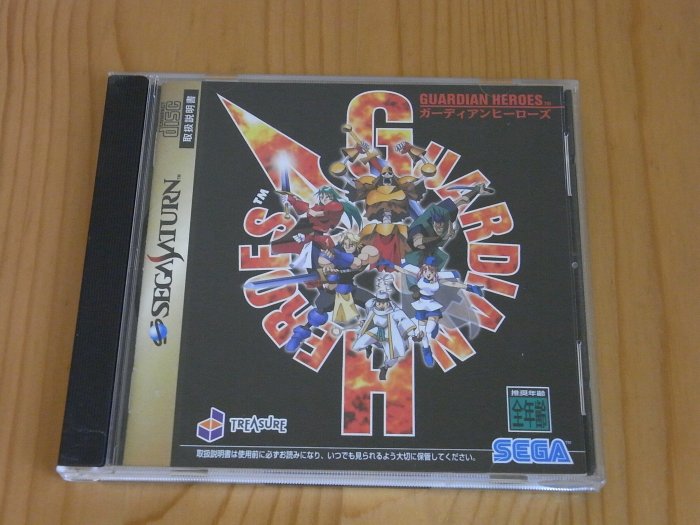 disc
取扱説明書
SEGA SATURN™
GUARDIAN HEROES™
ガーディアンヒーローズ
GUARDIAN
HEROES™
TREASURE
推奨年齢
全年齢
SEGA™
取扱説明書は使用前に必ずお読みになり、いつでも見られるよう大切に保管してください。